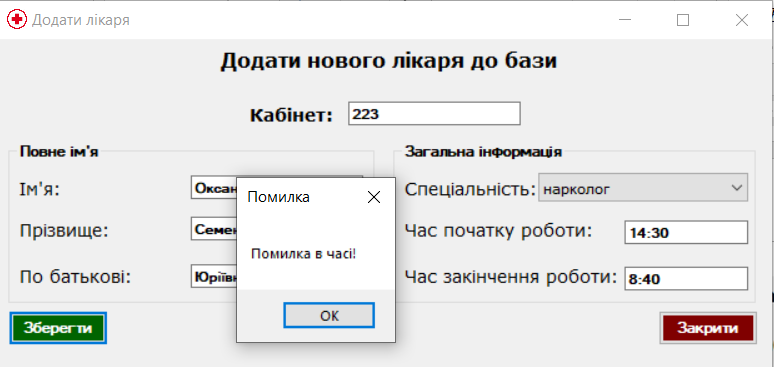 Додати лікаря
Додати нового лікаря до бази
Кабінет: 223
Повне ім'я
Ім'я:
Прізвище:
По батькові:
Помилка
Помилка в часі!
OK
Загальна інформація
Спеціальність: нарколог
Час початку роботи: 14:30
Час закінчення роботи: 8:40
Зберегти
Закрити